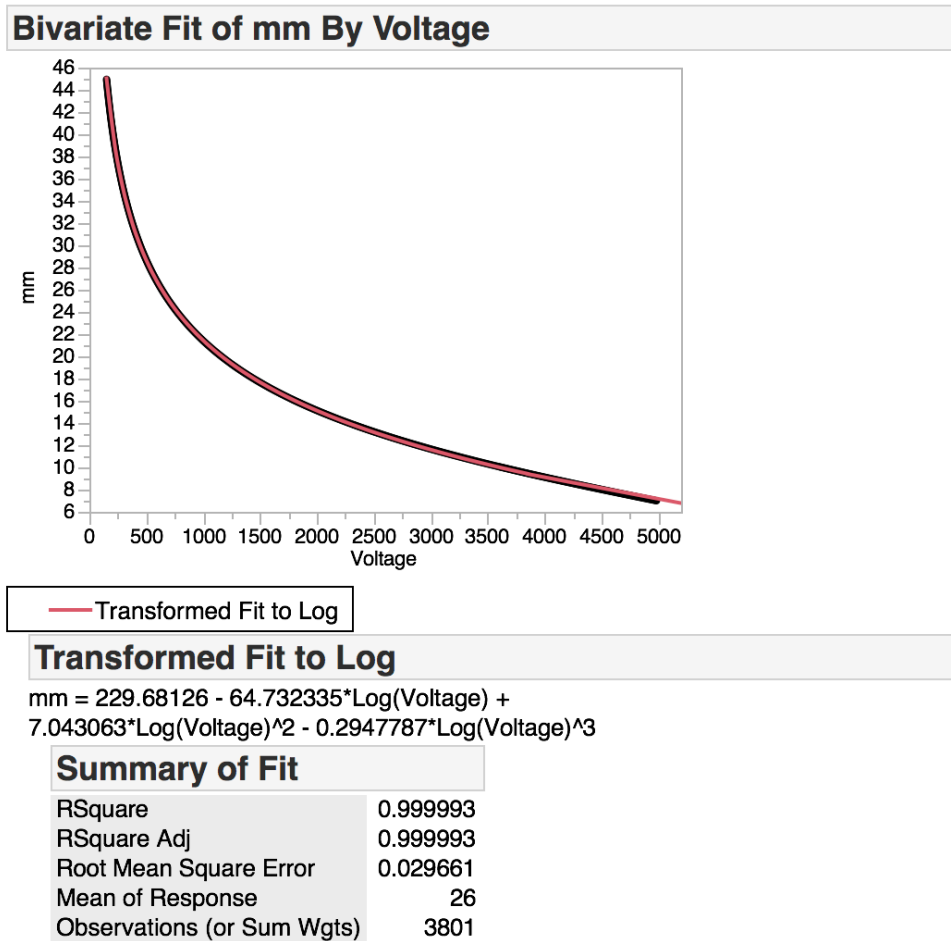 Bivariate Fit of mm By Voltage
46
44
42
40
38
36
34
32
30
28
26
24
22
20
18
16
14
12
10
8
6
mm
0 500 1000 1500 2000 2500 3000 3500 4000 4500 5000
Voltage
Transformed Fit to Log
Transformed Fit to Log
mm = 229.68126 - 64.732335*Log(Voltage) +
7.043063*Log(Voltage)^2 - 0.2947787*Log(Voltage)^3
Summary of Fit
RSquare 0.999993
RSquare Adj 0.999993
Root Mean Square Error 0.029661
Mean of Response 26
Observations (or Sum Wgts) 3801